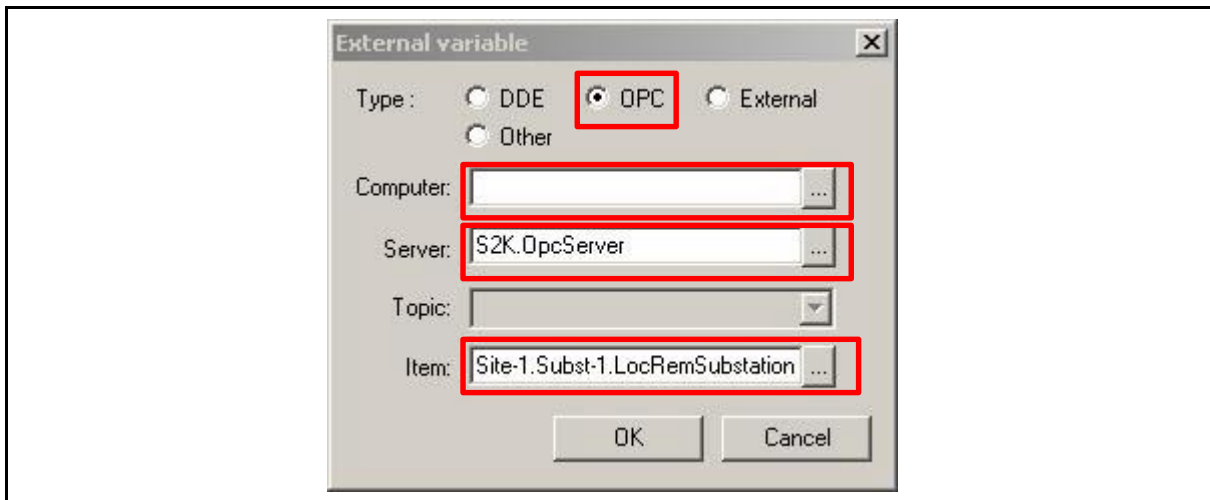 External variable
Type : DDE OPC External
Other
Computer: ...
Server: S2K.OpcServer ...
Topic:
Item: Site-1.Subst-1.LocRemSubstation ...
OK Cancel